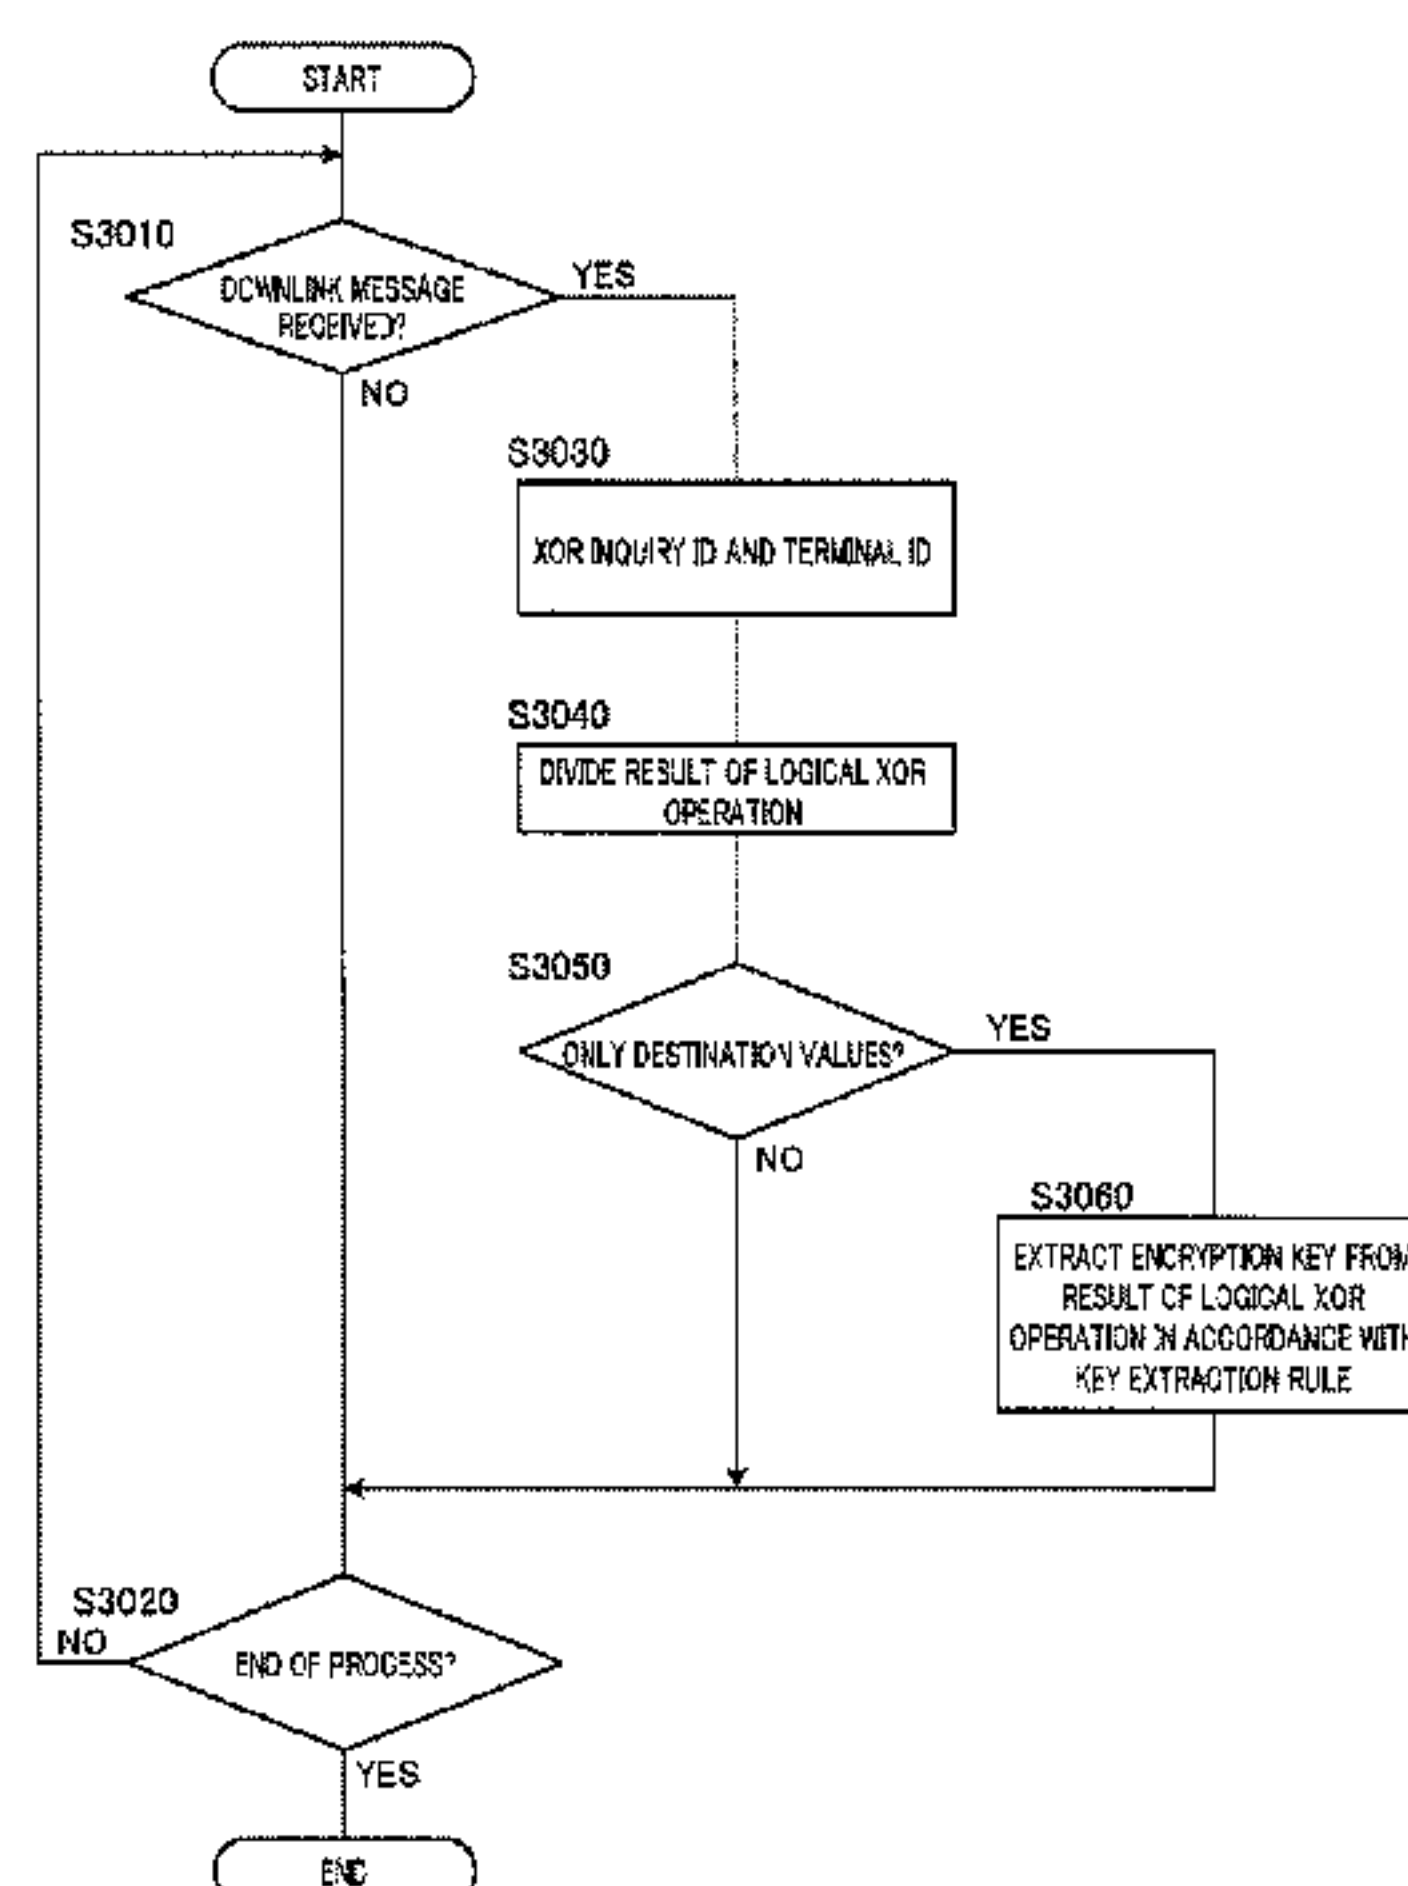 START
S3010
DOWNLINK MESSAGE
RECEIVED?
YES
NO
S3030
XOR INQUIRY ID AND TERMINAL ID
S3040
DIVIDE RESULT OF LOGICAL XOR
OPERATION
S3050
ONLY DESTINATION VALUES?
YES
NO
S3060
EXTRACT ENCRYPTION KEY FROM
RESULT OF LOGICAL XOR
OPERATION IN ACCORDANCE WITH
KEY EXTRACTION RULE
S3020
NO
END OF PROCESS?
YES
END